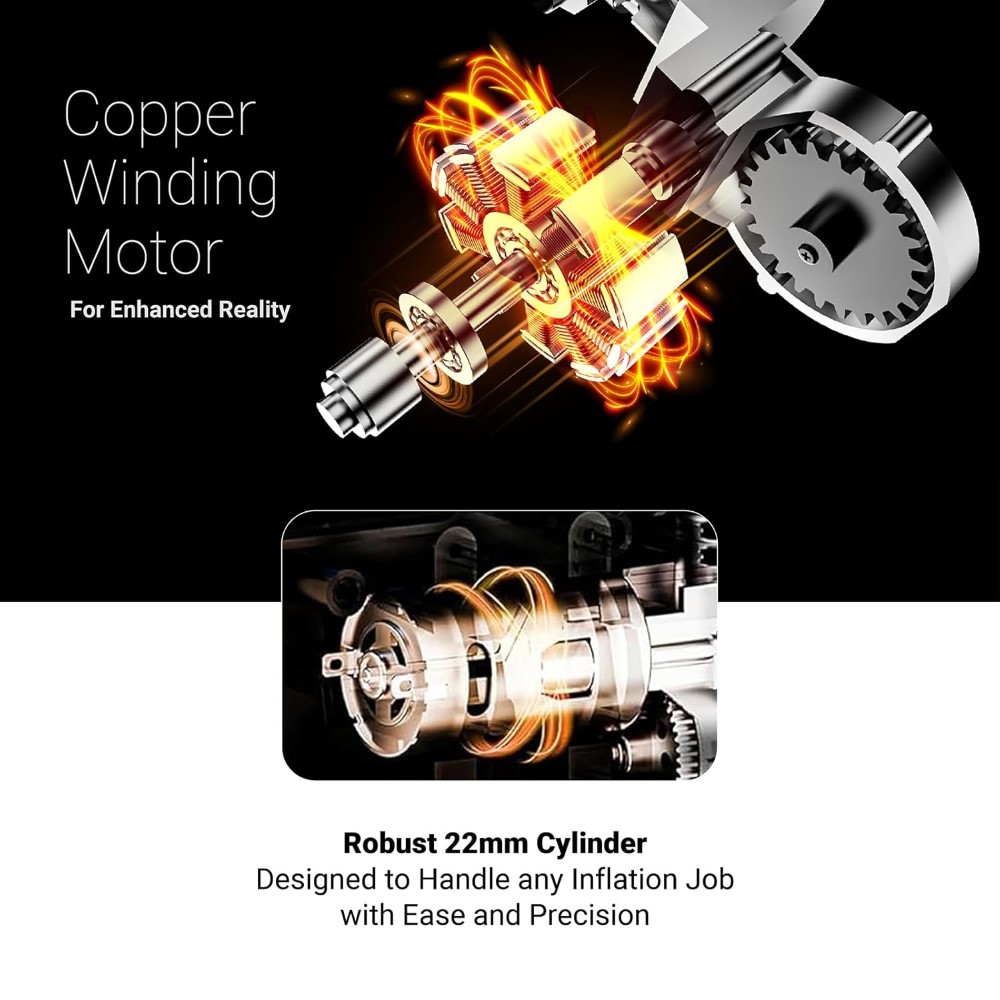 Copper
Winding
Motor
For Enhanced Reality
Robust 22mm Cylinder
Designed to Handle any Inflation Job
with Ease and Precision